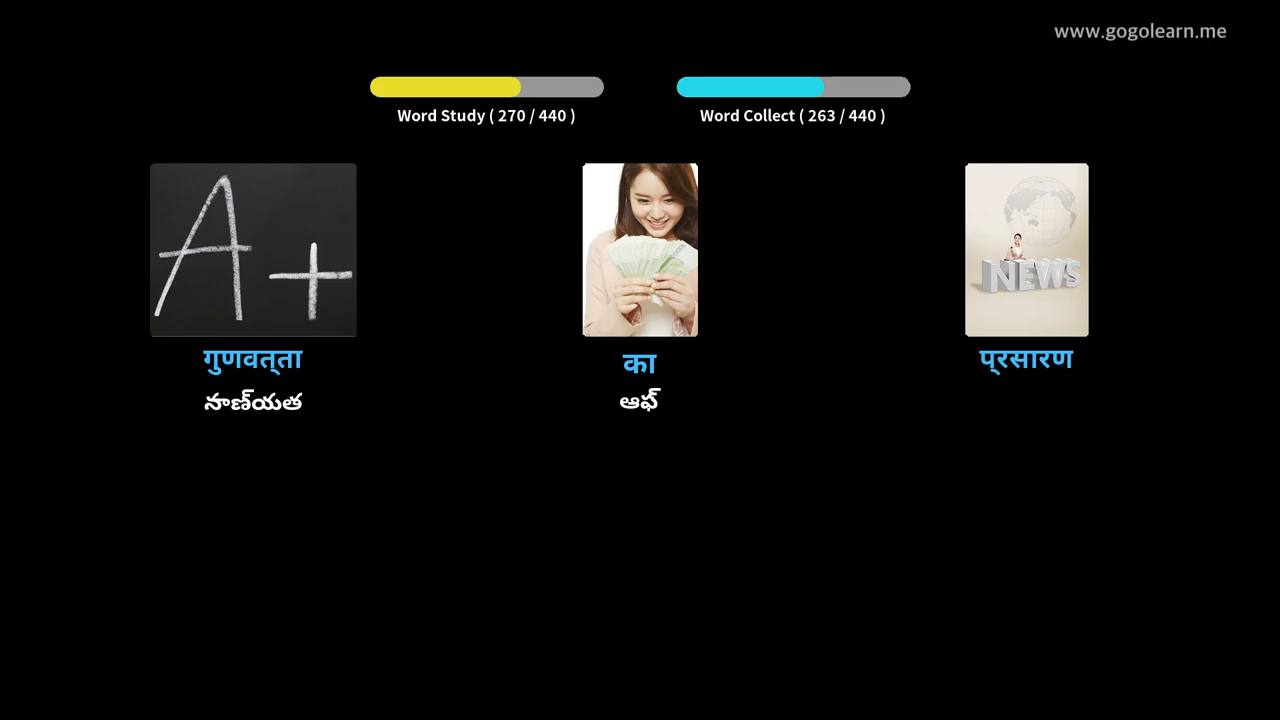 www.gogolearn.me
Word Study ( 270 / 440 )
Word Collect ( 263 / 440 )
A+
NEWS
गुणवत्ता
का
प्रसारण
నాణ్యత
ఆఫ్